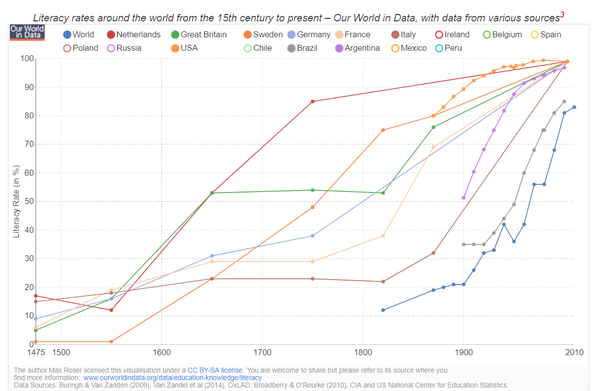 Literacy rates around the world from the 15th century to present – Our World in Data, with data from various sources3
Our World
in Data
World Netherlands Great Britain Sweden Germany France Italy Ireland Belgium Spain
Poland Russia USA Chile Brazil Argentina Mexico Peru
Literacy Rate (in %)
100
90
80
70
60
50
40
30
20
10
0
1475 1500 1600 1700 1800 1900 2010
The author Max Roser licensed this visualisation under a CC BY-SA license. You are welcome to share but please refer to its source where you
find more information: www.ourworldindata.org/data/education-knowledge/literacy
Data Sources: Buringh & Van Zanden (2009), Van Zandel et al (2014), OxLAD, Broadberry & O'Rourke (2010), CIA and US National Center for Education Statistics.